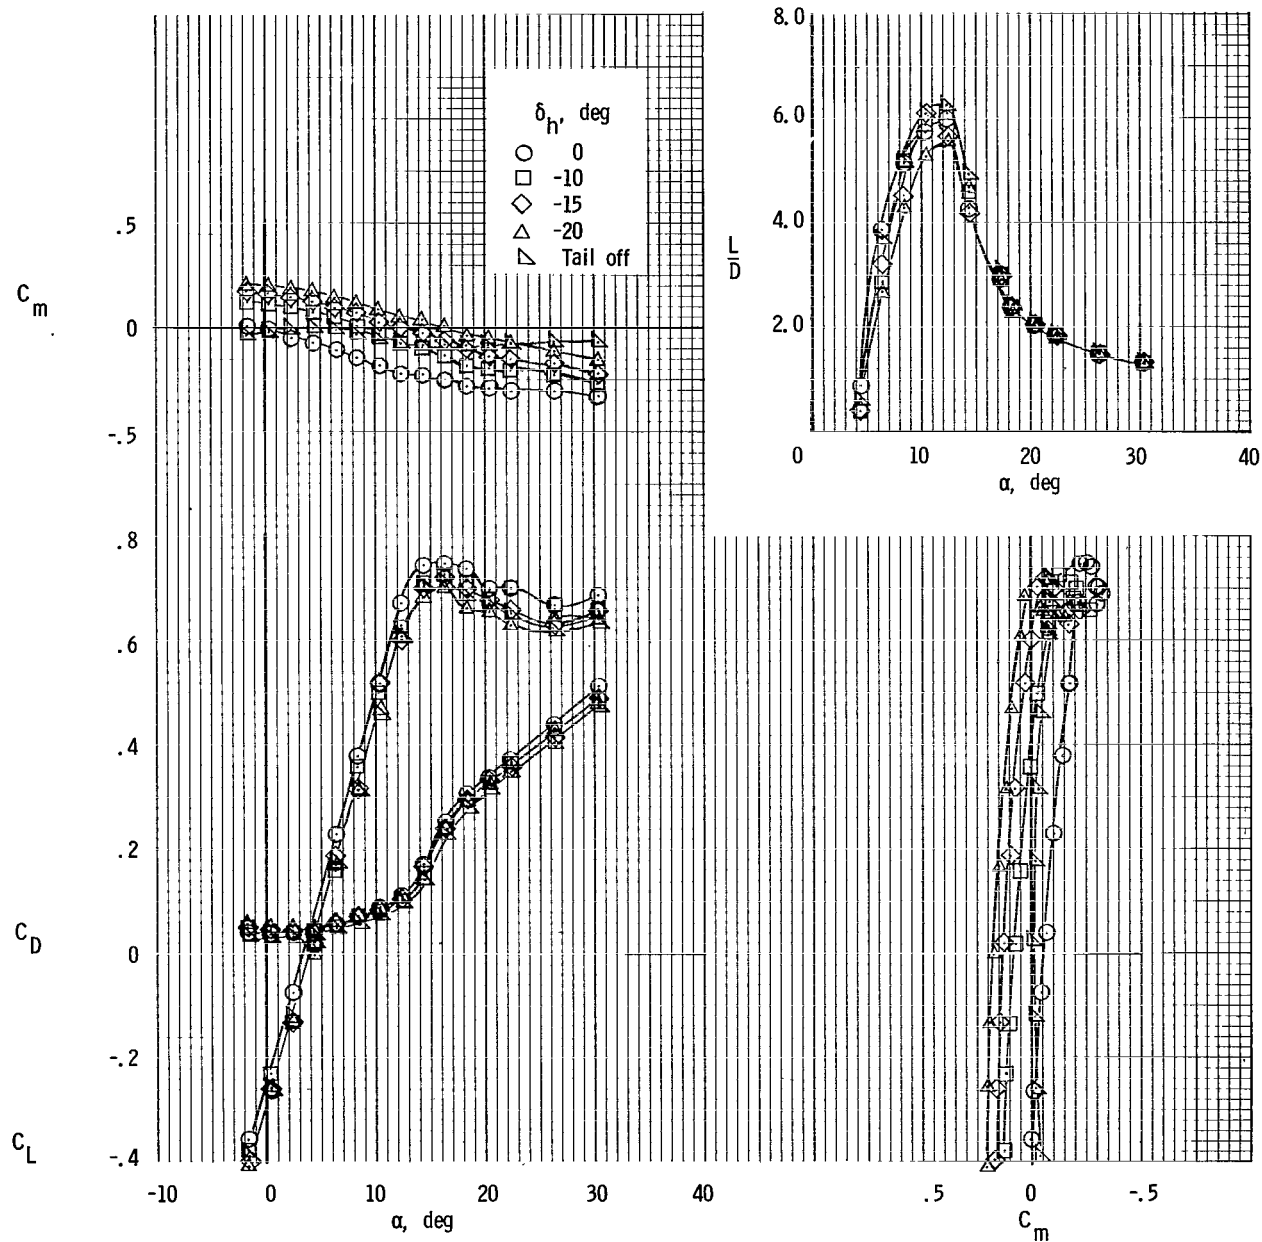 δh, deg
0
-10
-15
-20
Tail off
Cm
.5
0
-.5
CD
CL
.8
.6
.4
.2
0
-.2
-.4
-10 0 10 20 30 40
α, deg
L/D
8.0
6.0
4.0
2.0
0 10 20 30 40
α, deg
.5 0 -.5
Cm